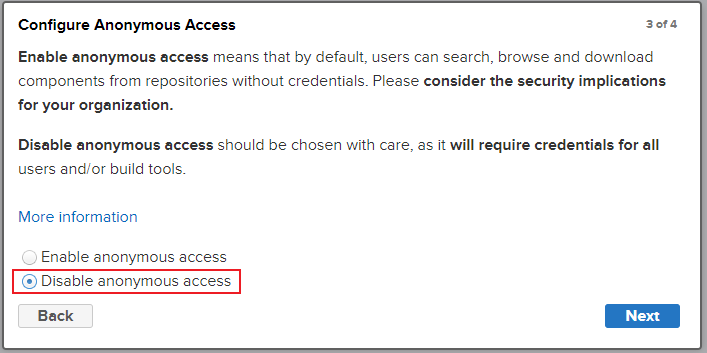 Configure Anonymous Access
3 of 4
Enable anonymous access means that by default, users can search, browse and download
components from repositories without credentials. Please consider the security implications
for your organization.
Disable anonymous access should be chosen with care, as it will require credentials for all
users and/or build tools.
More information
Enable anonymous access
Disable anonymous access
Back
Next